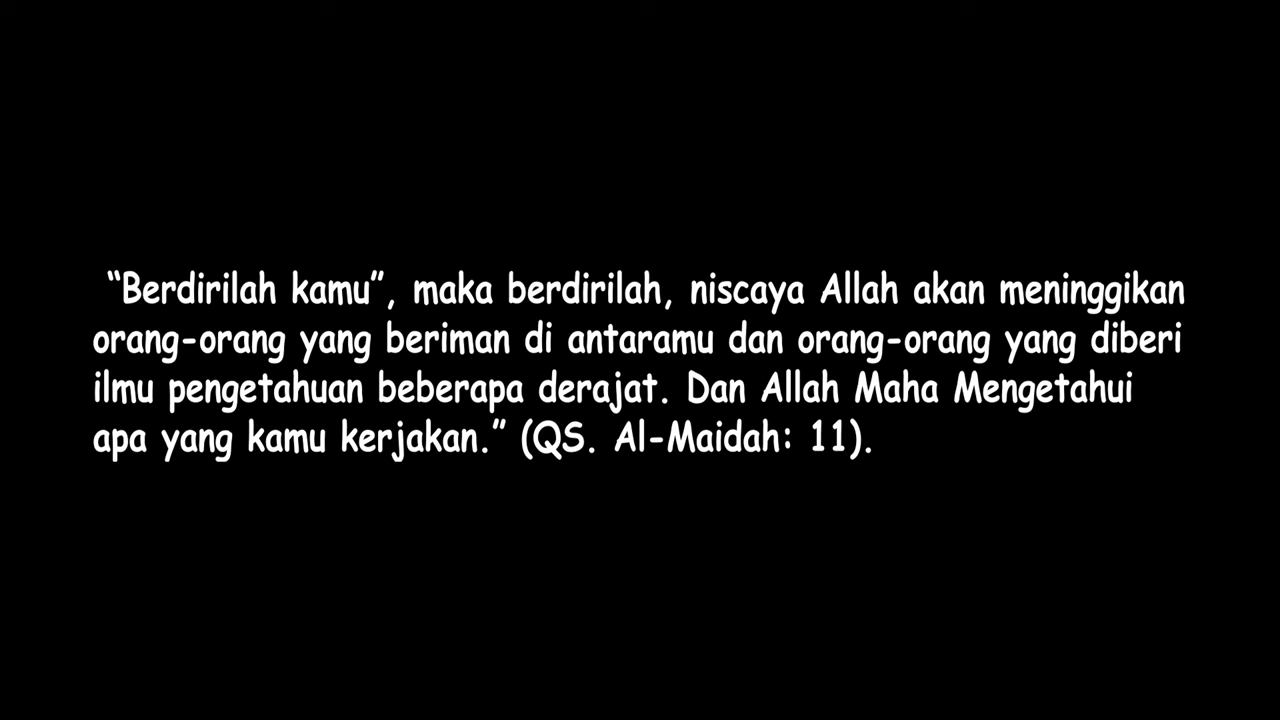 “Berdirilah kamu”, maka berdirilah, niscaya Allah akan meninggikan
orang-orang yang beriman di antaramu dan orang-orang yang diberi
ilmu pengetahuan beberapa derajat. Dan Allah Maha Mengetahui
apa yang kamu kerjakan.” (QS. Al-Maidah: 11).